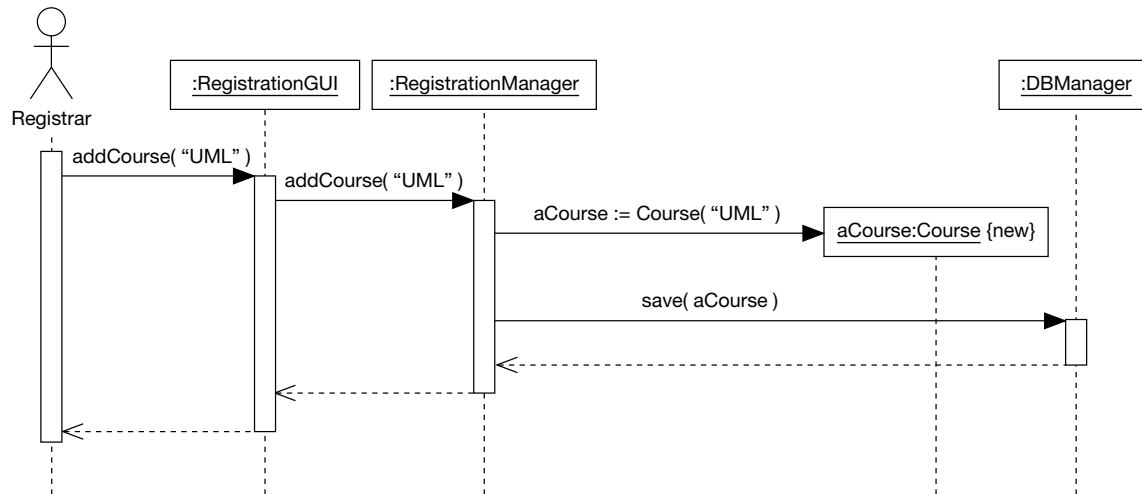 :RegistrationGUI
:RegistrationManager
:DBManager
Registrar
addCourse( “UML” )
addCourse( “UML” )
aCourse := Course( “UML” )
aCourse:Course {new}
save( aCourse )